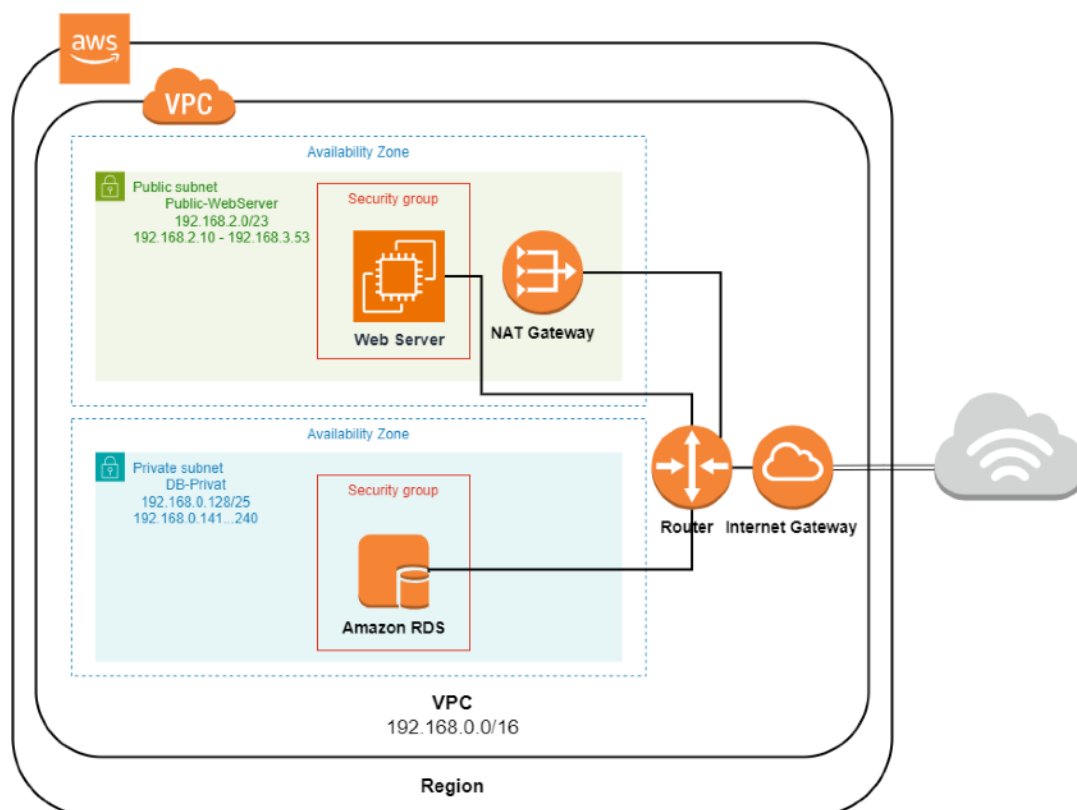 aws
VPC
Availability Zone
Public subnet
Public-WebServer
192.168.2.0/23
192.168.2.10 - 192.168.3.53
Security group
Web Server
NAT Gateway
Availability Zone
Private subnet
DB-Privat
192.168.0.128/25
192.168.0.141...240
Security group
Amazon RDS
Router
Internet Gateway
VPC
192.168.0.0/16
Region